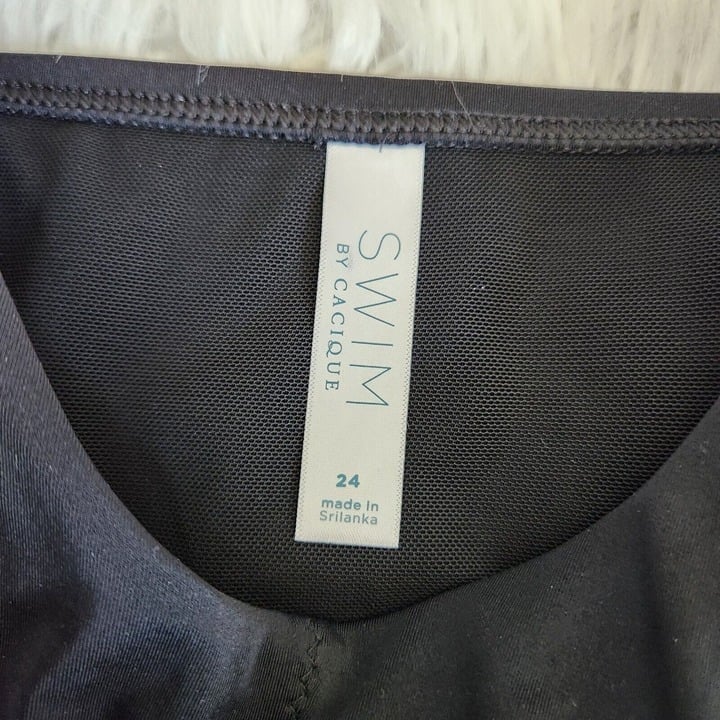 SWIM
BY CACIQUE
24
made in
Srilanka